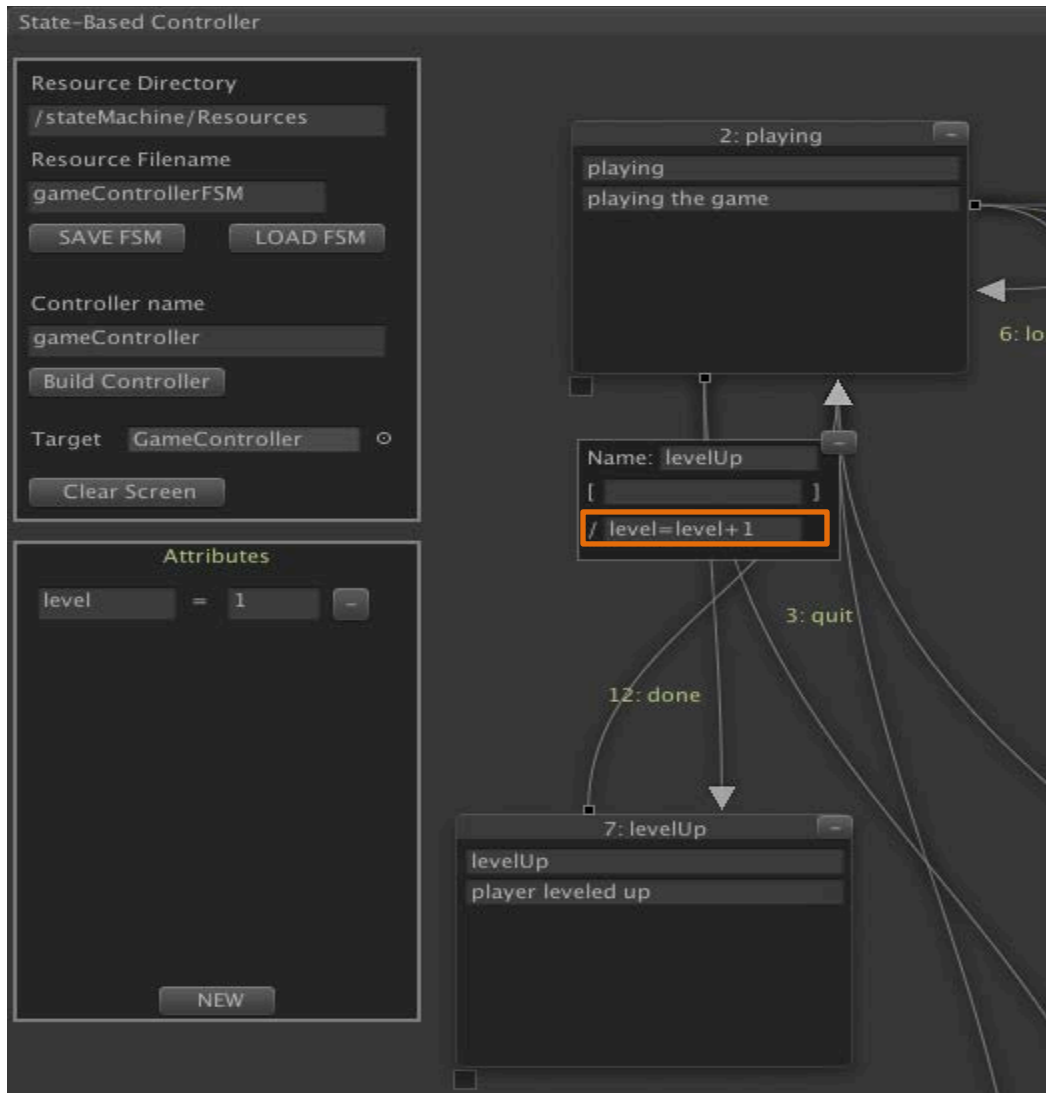 State-Based Controller
Resource Directory
/stateMachine/Resources
Resource Filename
gameControllerFSM
SAVE FSM
LOAD FSM
Controller name
gameController
Build Controller
Target GameController
Clear Screen
Attributes
level = 1 -
NEW
2: playing -
playing
playing the game
6: lo
-
Name: levelUp
[ ]
/ level=level+1
3: quit
12: done
7: levelUp -
levelUp
player leveled up